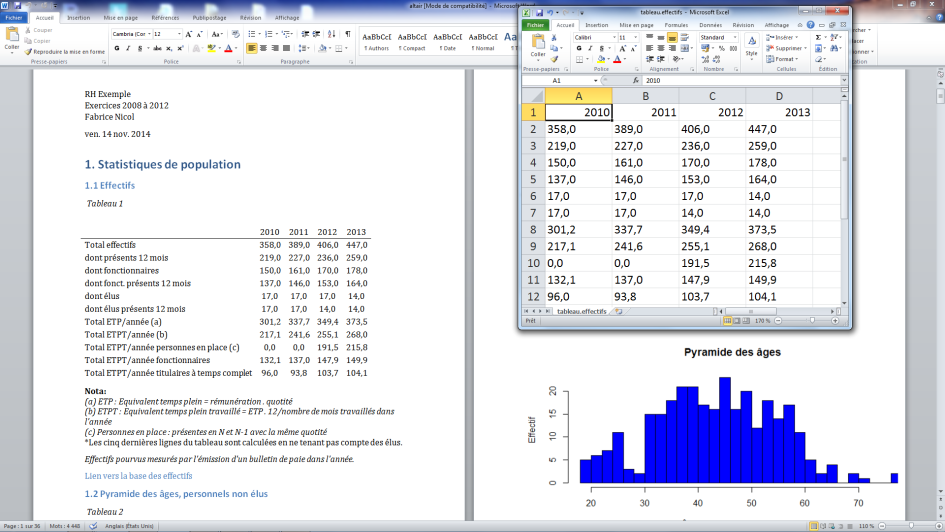 altair [Mode de compatibilité] - Microsoft Word
Fichier Accueil Insertion Mise en page Références Publipostage Révision Affichage
Coller
Couper
Copier
Reproduire la mise en forme
Presse-papiers
Cambria (Cor 12
G I S abc x₂ x²
Police
Paragraphe
AaBbCcI AaBbCcI AaBbCcI AaBbCcI
¶ Authors ¶ Compact ¶ Date ¶ Normal
tableau.effectifs - Microsoft Excel
Fichier Accueil Insertion Mise en page Formules Données Révision Affichage
Coller
Calibri 11
G I S
Standard
% 000
Style
Insérer
Supprimer
Format
Presse-papiers Police Alignement Nombre Cellules Édition
A1 fx 2010
A B C D
1 2010 2011 2012 2013
2 358,0 389,0 406,0 447,0
3 219,0 227,0 236,0 259,0
4 150,0 161,0 170,0 178,0
5 137,0 146,0 153,0 164,0
6 17,0 17,0 17,0 14,0
7 17,0 17,0 14,0 14,0
8 301,2 337,7 349,4 373,5
9 217,1 241,6 255,1 268,0
10 0,0 0,0 191,5 215,8
11 132,1 137,0 147,9 149,9
12 96,0 93,8 103,7 104,1
tableau.effectifs
Prêt 170 %
RH Exemple
Exercices 2008 à 2012
Fabrice Nicol
ven. 14 nov. 2014
1. Statistiques de population
1.1 Effectifs
Tableau 1
2010 2011 2012 2013
Total effectifs 358,0 389,0 406,0 447,0
dont présents 12 mois 219,0 227,0 236,0 259,0
dont fonctionnaires 150,0 161,0 170,0 178,0
dont fonct. présents 12 mois 137,0 146,0 153,0 164,0
dont élus 17,0 17,0 17,0 14,0
dont élus présents 12 mois 17,0 17,0 14,0 14,0
Total ETP/année (a) 301,2 337,7 349,4 373,5
Total ETPT/année (b) 217,1 241,6 255,1 268,0
Total ETPT/année personnes en place (c) 0,0 0,0 191,5 215,8
Total ETPT/année fonctionnaires 132,1 137,0 147,9 149,9
Total ETPT/année titulaires à temps complet 96,0 93,8 103,7 104,1
Nota:
(a) ETP : Equivalent temps plein = rémunération . quotité
(b) ETPT : Equivalent temps plein travaillé = ETP . 12/nombre de mois travaillés dans
l'année
(c) Personnes en place : présentes en N et N-1 avec la même quotité
*Les cinq dernières lignes du tableau sont calculées en ne tenant pas compte des élus.
Effectifs pourvus mesurés par l'émission d'un bulletin de paie dans l'année.
Lien vers la base des effectifs
1.2 Pyramide des âges, personnels non élus
Tableau 2
Pyramide des âges
Effectif
20
15
10
5
0
20 30 40 50 60 70
Page : 1 sur 36 Mots : 4 448 Anglais (États Unis) 110 %